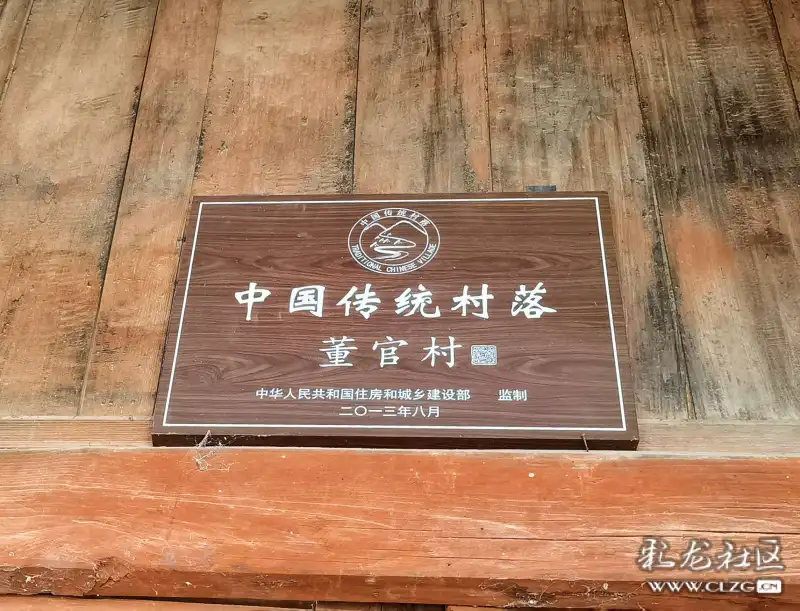 中国传统村落
TRADITIONAL CHINESE VILLAGE
中国传统村落
董官村
中华人民共和国住房和城乡建设部 监制
二〇一三年八月
彩龙社区
WWW.CLZG.CN